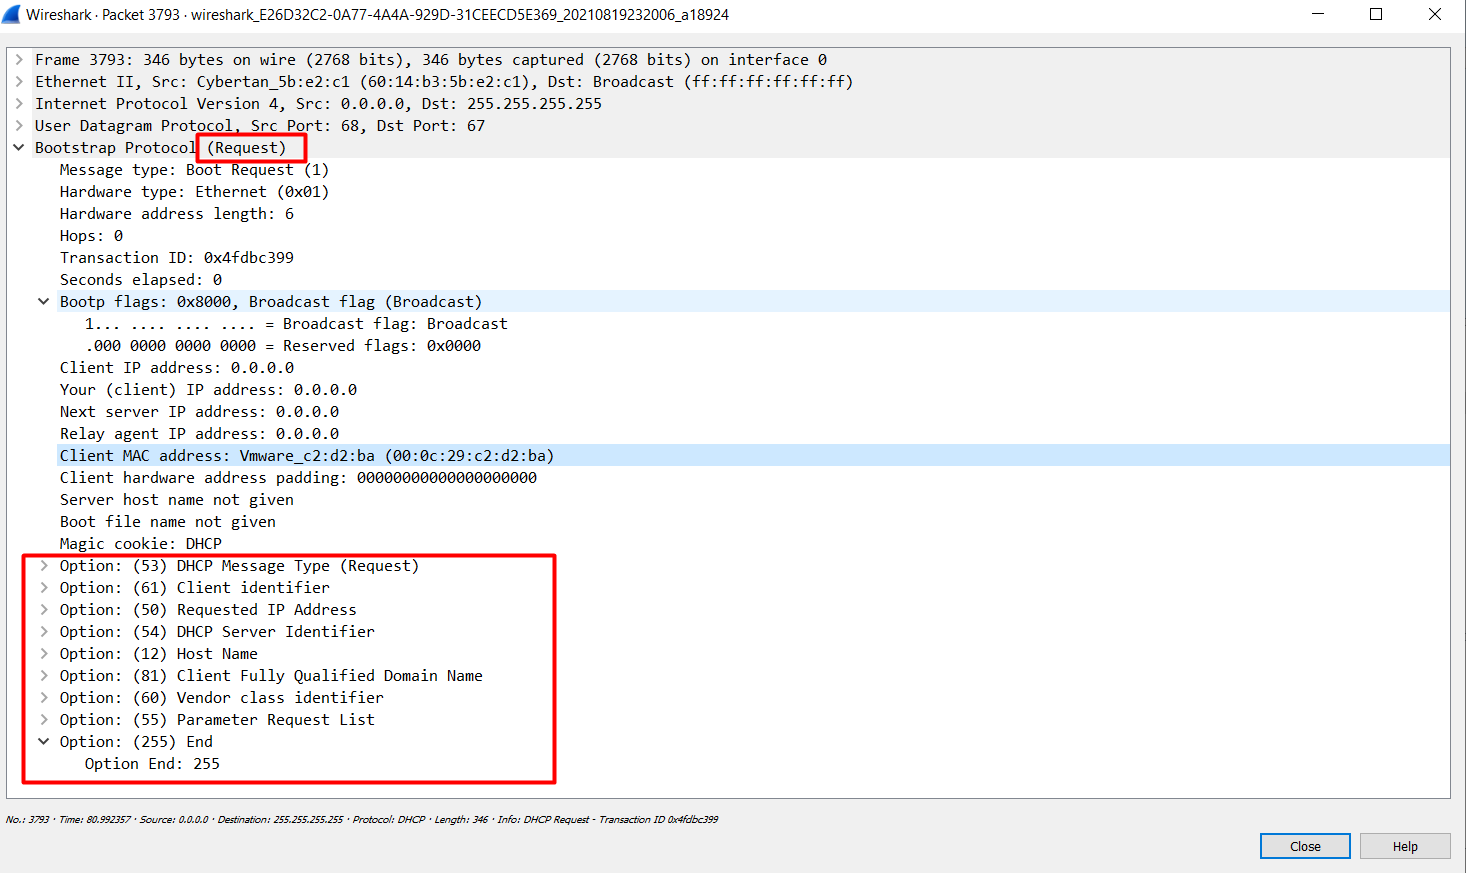 Wireshark · Packet 3793 · wireshark_E26D32C2-0A77-4A4A-929D-31CEECD5E369_20210819232006_a18924
Frame 3793: 346 bytes on wire (2768 bits), 346 bytes captured (2768 bits) on interface 0
Ethernet II, Src: Cybertan_5b:e2:c1 (60:14:b3:5b:e2:c1), Dst: Broadcast (ff:ff:ff:ff:ff:ff)
Internet Protocol Version 4, Src: 0.0.0.0, Dst: 255.255.255.255
User Datagram Protocol, Src Port: 68, Dst Port: 67
Bootstrap Protocol (Request)
Message type: Boot Request (1)
Hardware type: Ethernet (0x01)
Hardware address length: 6
Hops: 0
Transaction ID: 0x4fdbc399
Seconds elapsed: 0
Bootp flags: 0x8000, Broadcast flag (Broadcast)
1... .... .... .... = Broadcast flag: Broadcast
.000 0000 0000 0000 = Reserved flags: 0x0000
Client IP address: 0.0.0.0
Your (client) IP address: 0.0.0.0
Next server IP address: 0.0.0.0
Relay agent IP address: 0.0.0.0
Client MAC address: Vmware_c2:d2:ba (00:0c:29:c2:d2:ba)
Client hardware address padding: 00000000000000000000
Server host name not given
Boot file name not given
Magic cookie: DHCP
Option: (53) DHCP Message Type (Request)
Option: (61) Client identifier
Option: (50) Requested IP Address
Option: (54) DHCP Server Identifier
Option: (12) Host Name
Option: (81) Client Fully Qualified Domain Name
Option: (60) Vendor class identifier
Option: (55) Parameter Request List
Option: (255) End
Option End: 255
No.: 3793 · Time: 80.992357 · Source: 0.0.0.0 · Destination: 255.255.255.255 · Protocol: DHCP · Length: 346 · Info: DHCP Request - Transaction ID 0x4fdbc399
Close Help